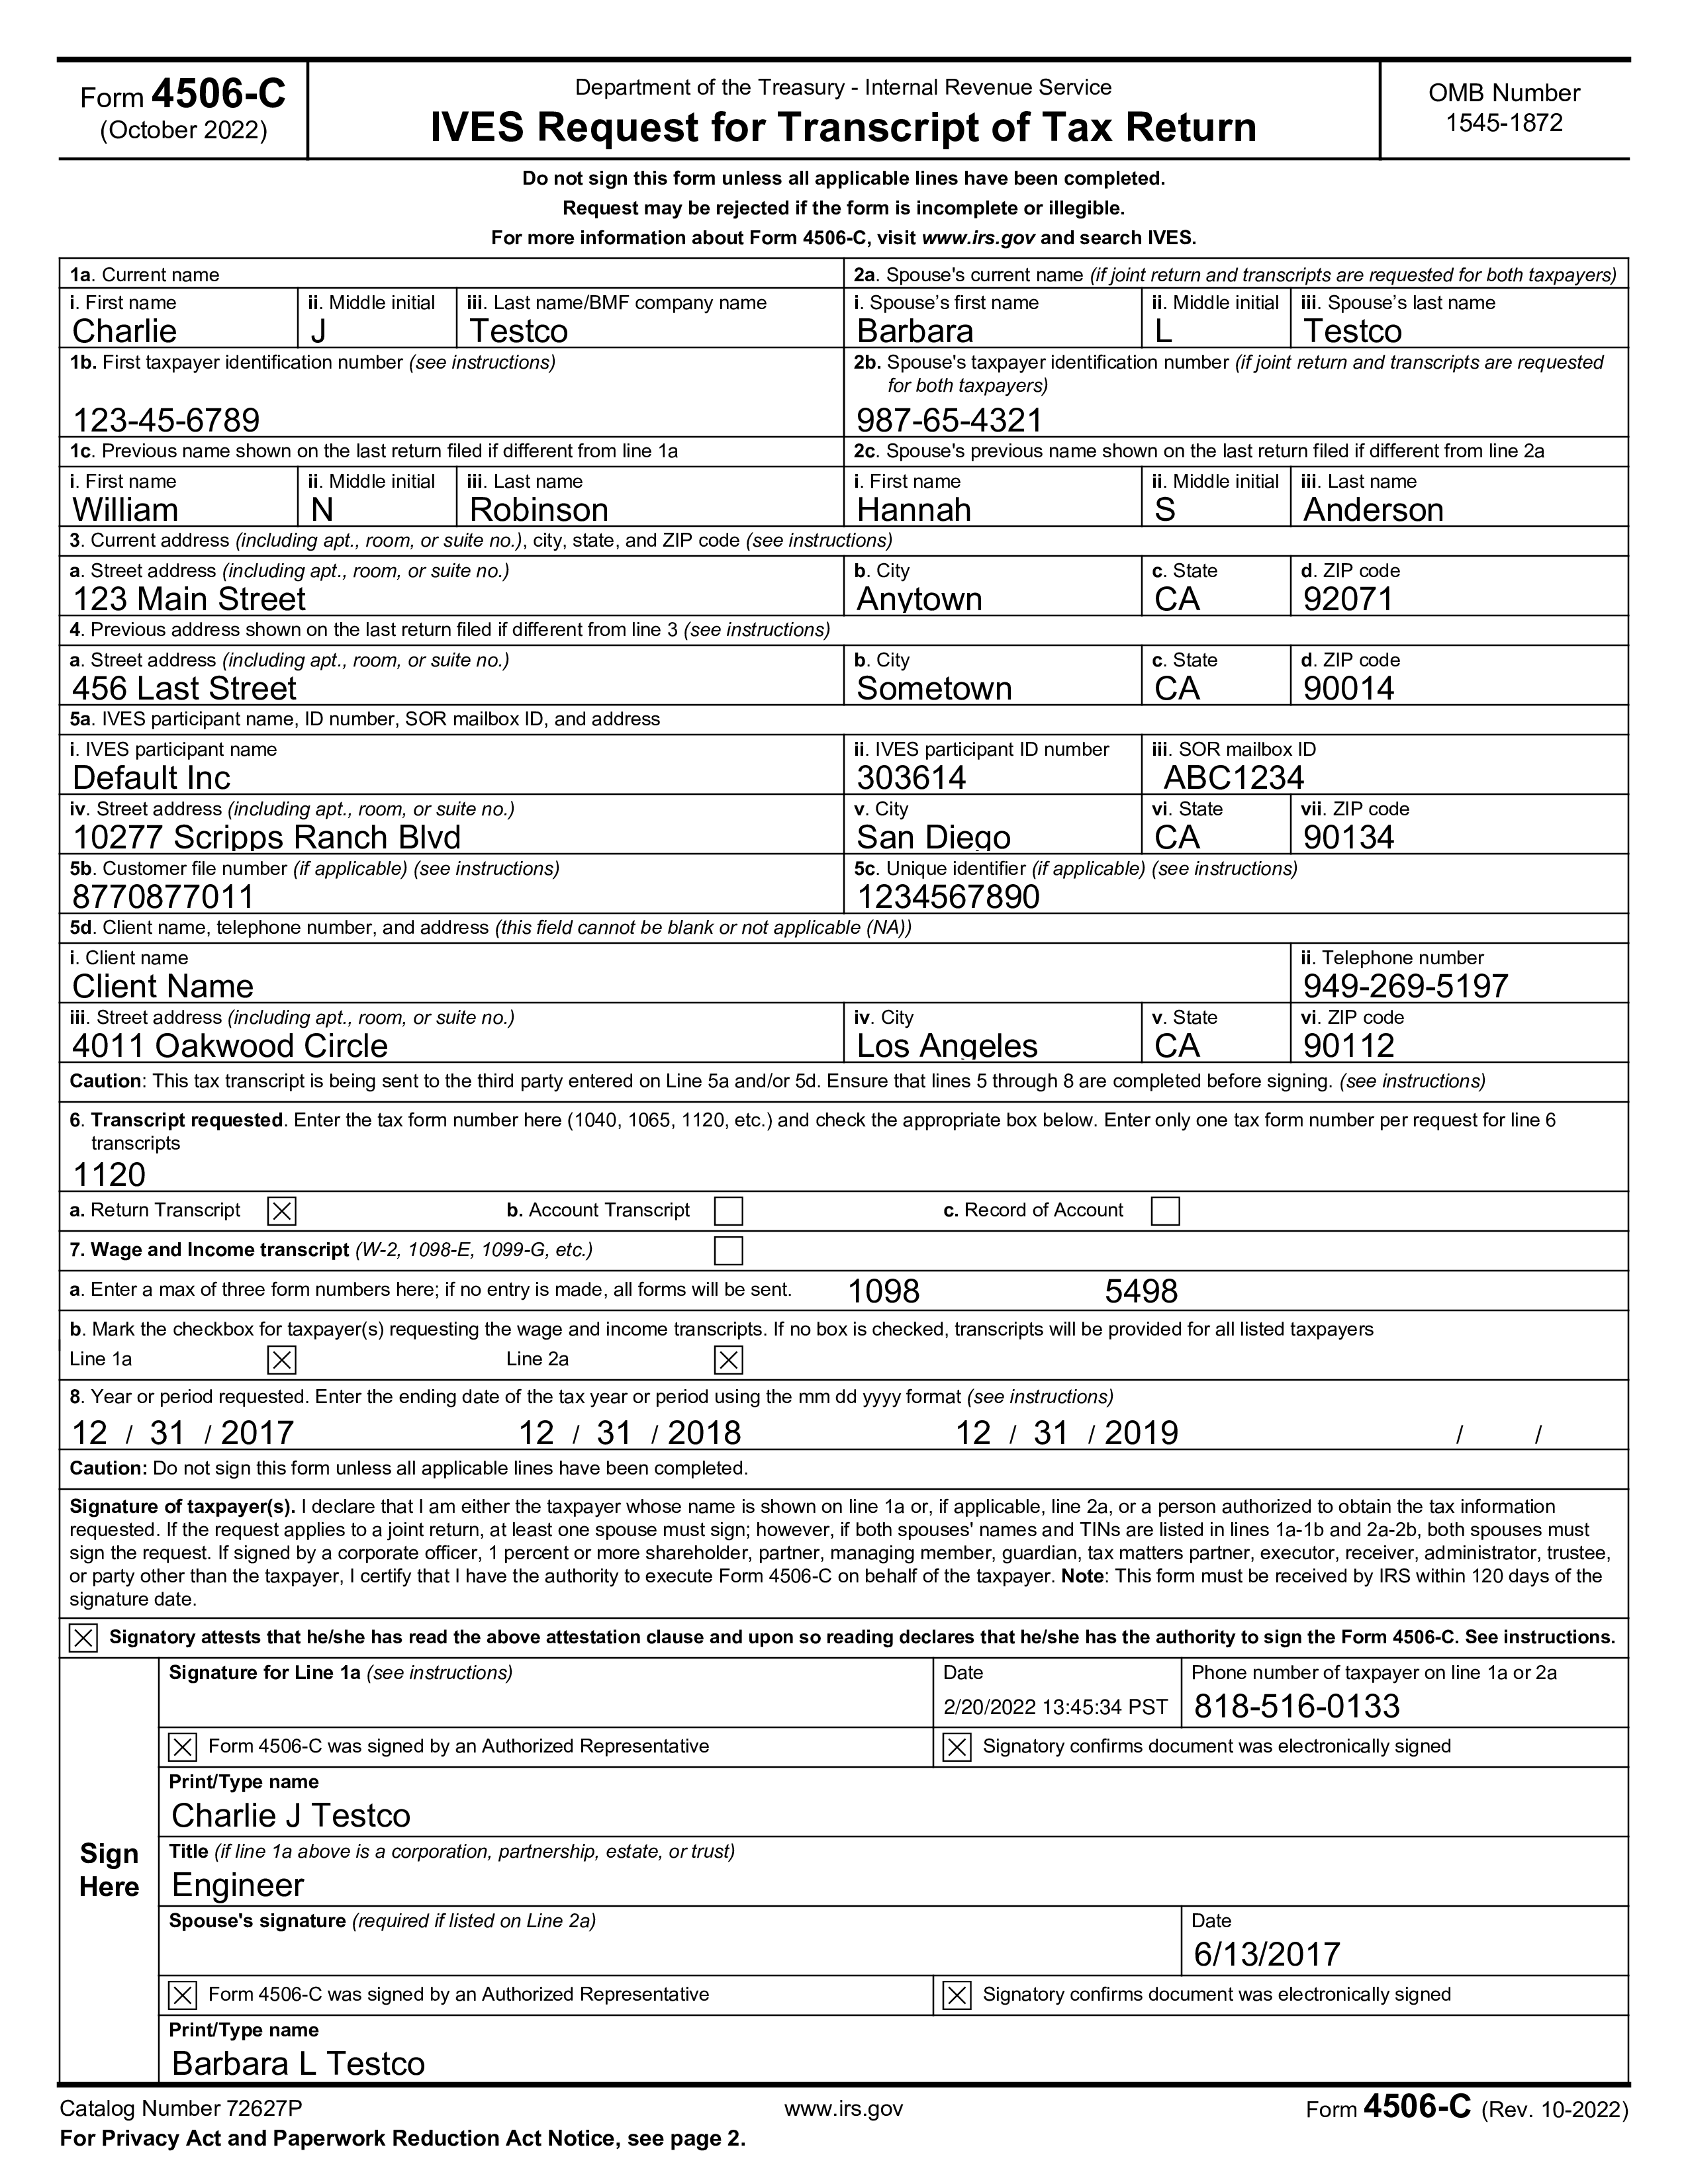 Form 4506-C
(October 2022)
Department of the Treasury - Internal Revenue Service
IVES Request for Transcript of Tax Return
OMB Number
1545-1872
Do not sign this form unless all applicable lines have been completed.
Request may be rejected if the form is incomplete or illegible.
For more information about Form 4506-C, visit www.irs.gov and search IVES.
1a. Current name
2a. Spouse's current name (if joint return and transcripts are requested for both taxpayers)
i. First name ii. Middle initial iii. Last name/BMF company name i. Spouse’s first name ii. Middle initial iii. Spouse’s last name
Charlie J Testco Barbara L Testco
1b. First taxpayer identification number (see instructions)
123-45-6789
2b. Spouse's taxpayer identification number (if joint return and transcripts are requested
for both taxpayers)
987-65-4321
1c. Previous name shown on the last return filed if different from line 1a
2c. Spouse's previous name shown on the last return filed if different from line 2a
i. First name ii. Middle initial iii. Last name i. First name ii. Middle initial iii. Last name
William N Robinson Hannah S Anderson
3. Current address (including apt., room, or suite no.), city, state, and ZIP code (see instructions)
a. Street address (including apt., room, or suite no.) b. City c. State d. ZIP code
123 Main Street Anytown CA 92071
4. Previous address shown on the last return filed if different from line 3 (see instructions)
a. Street address (including apt., room, or suite no.) b. City c. State d. ZIP code
456 Last Street Sometown CA 90014
5a. IVES participant name, ID number, SOR mailbox ID, and address
i. IVES participant name ii. IVES participant ID number iii. SOR mailbox ID
Default Inc 303614 ABC1234
iv. Street address (including apt., room, or suite no.) v. City vi. State vii. ZIP code
10277 Scripps Ranch Blvd San Diego CA 90134
5b. Customer file number (if applicable) (see instructions) 5c. Unique identifier (if applicable) (see instructions)
8770877011 1234567890
5d. Client name, telephone number, and address (this field cannot be blank or not applicable (NA))
i. Client name ii. Telephone number
Client Name 949-269-5197
iii. Street address (including apt., room, or suite no.) iv. City v. State vi. ZIP code
4011 Oakwood Circle Los Angeles CA 90112
Caution: This tax transcript is being sent to the third party entered on Line 5a and/or 5d. Ensure that lines 5 through 8 are completed before signing. (see instructions)
6. Transcript requested. Enter the tax form number here (1040, 1065, 1120, etc.) and check the appropriate box below. Enter only one tax form number per request for line 6
transcripts
1120
a. Return Transcript b. Account Transcript c. Record of Account
7. Wage and Income transcript (W-2, 1098-E, 1099-G, etc.)
a. Enter a max of three form numbers here; if no entry is made, all forms will be sent. 1098 5498
b. Mark the checkbox for taxpayer(s) requesting the wage and income transcripts. If no box is checked, transcripts will be provided for all listed taxpayers
Line 1a Line 2a
8. Year or period requested. Enter the ending date of the tax year or period using the mm dd yyyy format (see instructions)
12 / 31 / 2017 12 / 31 / 2018 12 / 31 / 2019 / /
Caution: Do not sign this form unless all applicable lines have been completed.
Signature of taxpayer(s). I declare that I am either the taxpayer whose name is shown on line 1a or, if applicable, line 2a, or a person authorized to obtain the tax information
requested. If the request applies to a joint return, at least one spouse must sign; however, if both spouses' names and TINs are listed in lines 1a-1b and 2a-2b, both spouses must
sign the request. If signed by a corporate officer, 1 percent or more shareholder, partner, managing member, guardian, tax matters partner, executor, receiver, administrator, trustee,
or party other than the taxpayer, I certify that I have the authority to execute Form 4506-C on behalf of the taxpayer. Note: This form must be received by IRS within 120 days of the
signature date.
Signatory attests that he/she has read the above attestation clause and upon so reading declares that he/she has the authority to sign the Form 4506-C. See instructions.
Sign
Here
Signature for Line 1a (see instructions) Date Phone number of taxpayer on line 1a or 2a
2/20/2022 13:45:34 PST 818-516-0133
Form 4506-C was signed by an Authorized Representative Signatory confirms document was electronically signed
Print/Type name
Charlie J Testco
Title (if line 1a above is a corporation, partnership, estate, or trust)
Engineer
Spouse's signature (required if listed on Line 2a) Date
6/13/2017
Form 4506-C was signed by an Authorized Representative Signatory confirms document was electronically signed
Print/Type name
Barbara L Testco
Catalog Number 72627P www.irs.gov Form 4506-C (Rev. 10-2022)
For Privacy Act and Paperwork Reduction Act Notice, see page 2.